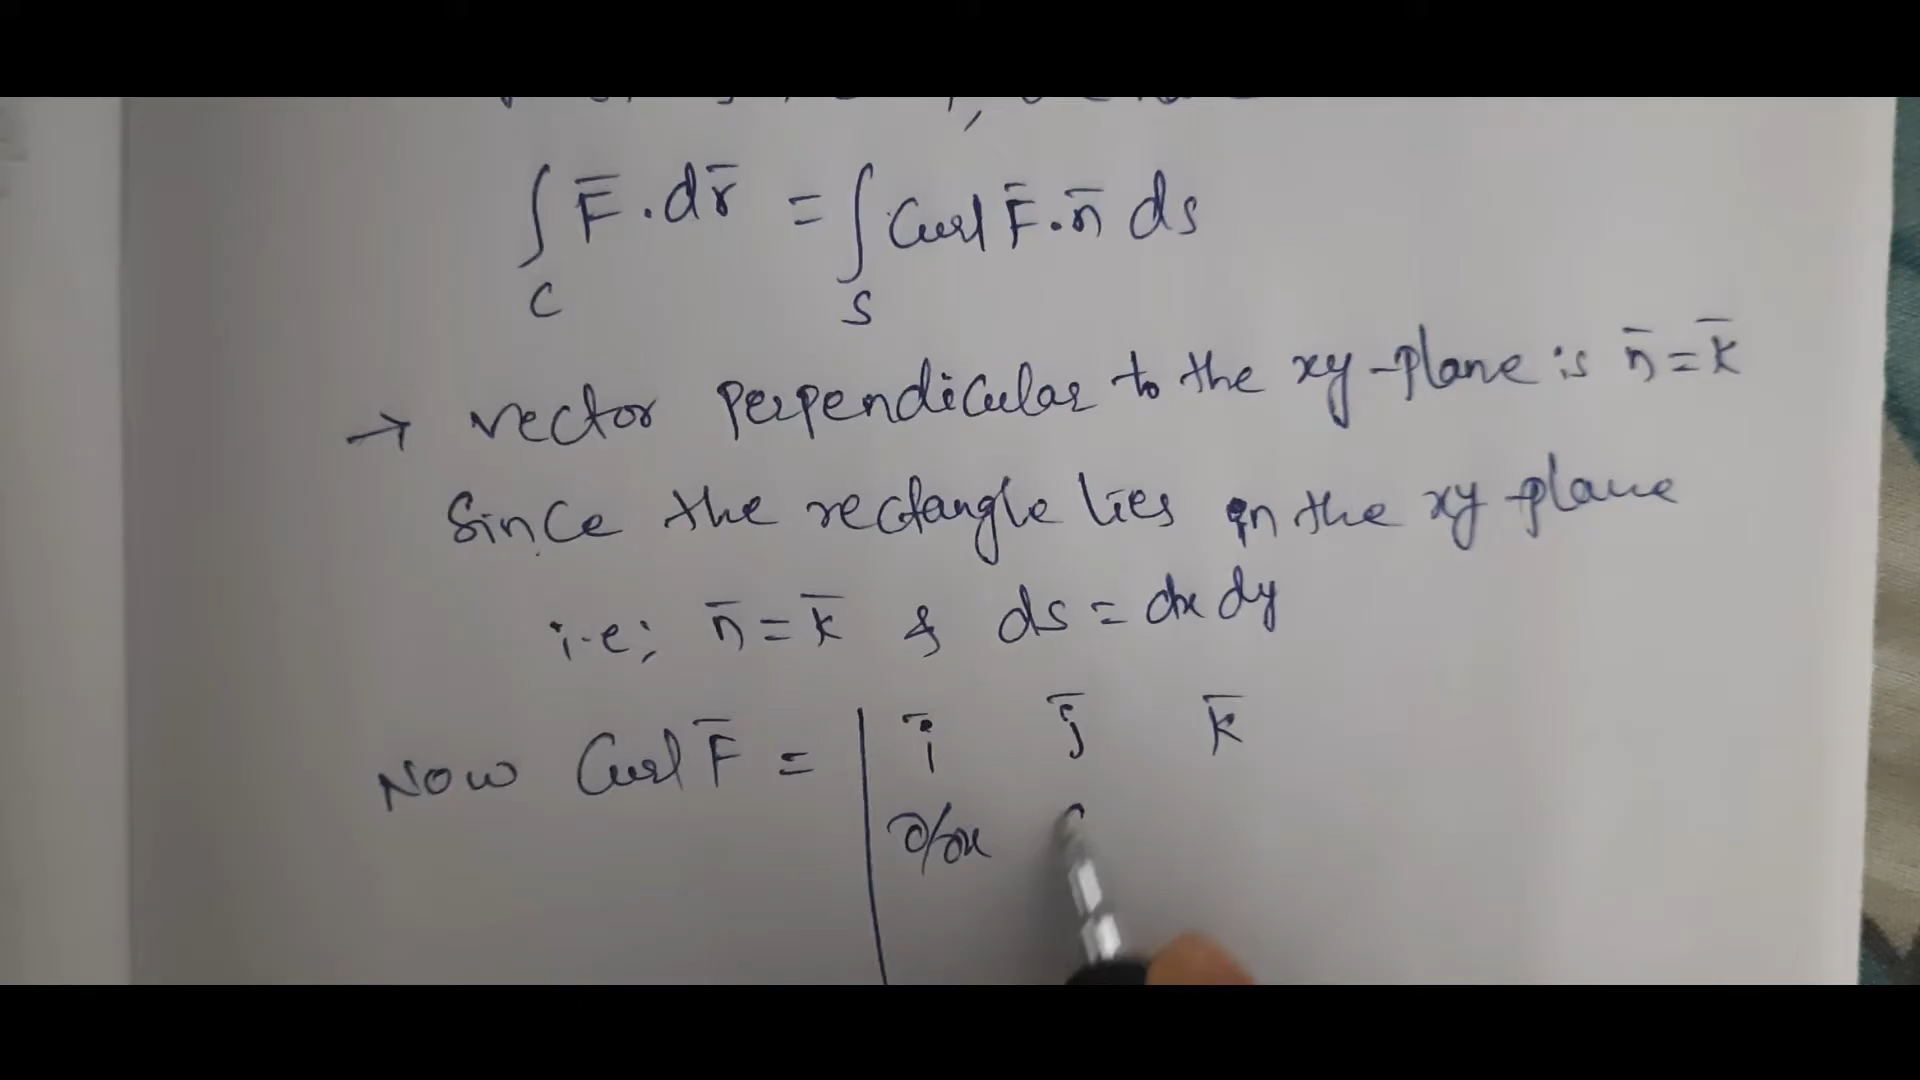 ∫ F̄ . dr̄ = ∫ Curl F̄ . n̄ ds
C S
→ vector perpendicular to the xy-plane is n̄ = k̄
Since the rectangle lies in the xy plane
i.e; n̄ = k̄ & ds = dx dy
Now Curl F̄ = | ī j̄ k̄
∂/∂x